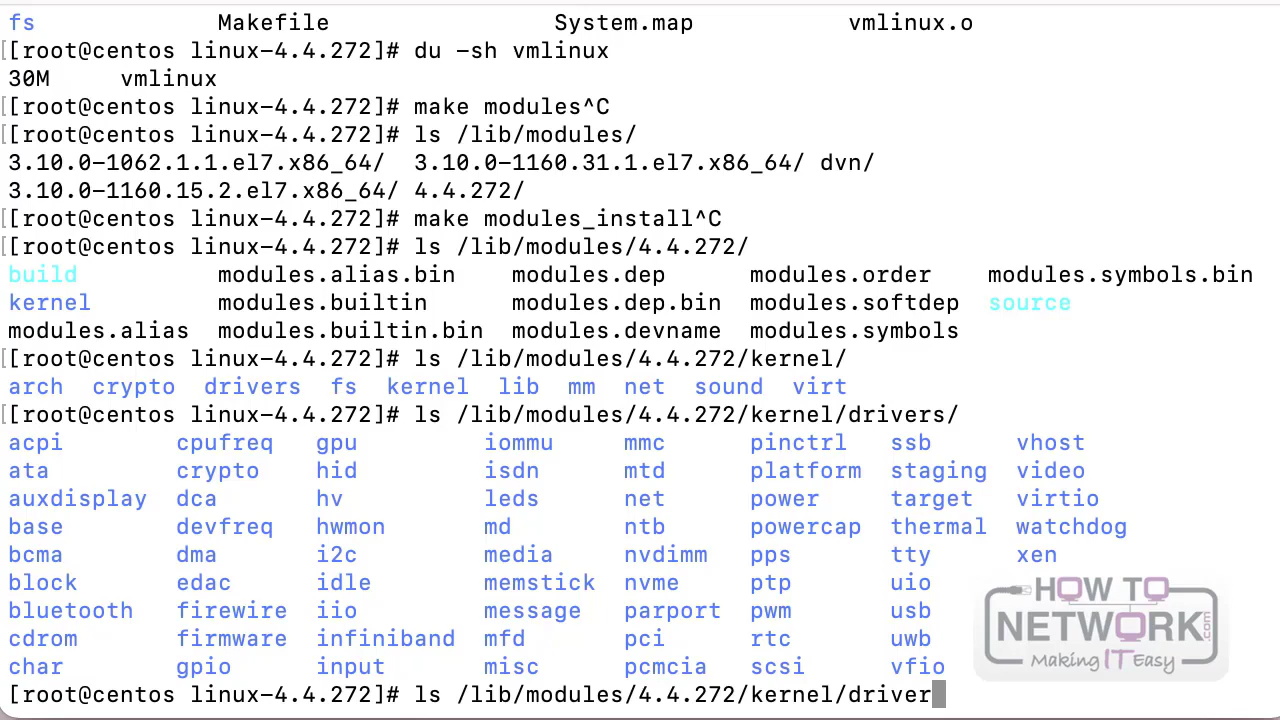 fs Makefile System.map vmlinux.o
[[root@centos linux-4.4.272]# du -sh vmlinux
30M vmlinux
[[root@centos linux-4.4.272]# make modules^C
[[root@centos linux-4.4.272]# ls /lib/modules/
3.10.0-1062.1.1.el7.x86_64/ 3.10.0-1160.31.1.el7.x86_64/ dvn/
3.10.0-1160.15.2.el7.x86_64/ 4.4.272/
[[root@centos linux-4.4.272]# make modules_install^C
[[root@centos linux-4.4.272]# ls /lib/modules/4.4.272/
build modules.alias.bin modules.dep modules.order modules.symbols.bin
kernel modules.builtin modules.dep.bin modules.softdep source
modules.alias modules.builtin.bin modules.devname modules.symbols
[[root@centos linux-4.4.272]# ls /lib/modules/4.4.272/kernel/
arch crypto drivers fs kernel lib mm net sound virt
[[root@centos linux-4.4.272]# ls /lib/modules/4.4.272/kernel/drivers/
acpi cpufreq gpu iommu mmc pinctrl ssb vhost
ata crypto hid isdn mtd platform staging video
auxdisplay dca hv leds net power target virtio
base devfreq hwmon md ntb powercap thermal watchdog
bcma dma i2c media nvdimm pps tty xen
block edac idle memstick nvme ptp uio
bluetooth firewire iio message parport pwm usb
cdrom firmware infiniband mfd pci rtc uwb
char gpio input misc pcmcia scsi vfio
[root@centos linux-4.4.272]# ls /lib/modules/4.4.272/kernel/driver
HOW TO
NETWORK.com
Making IT Easy